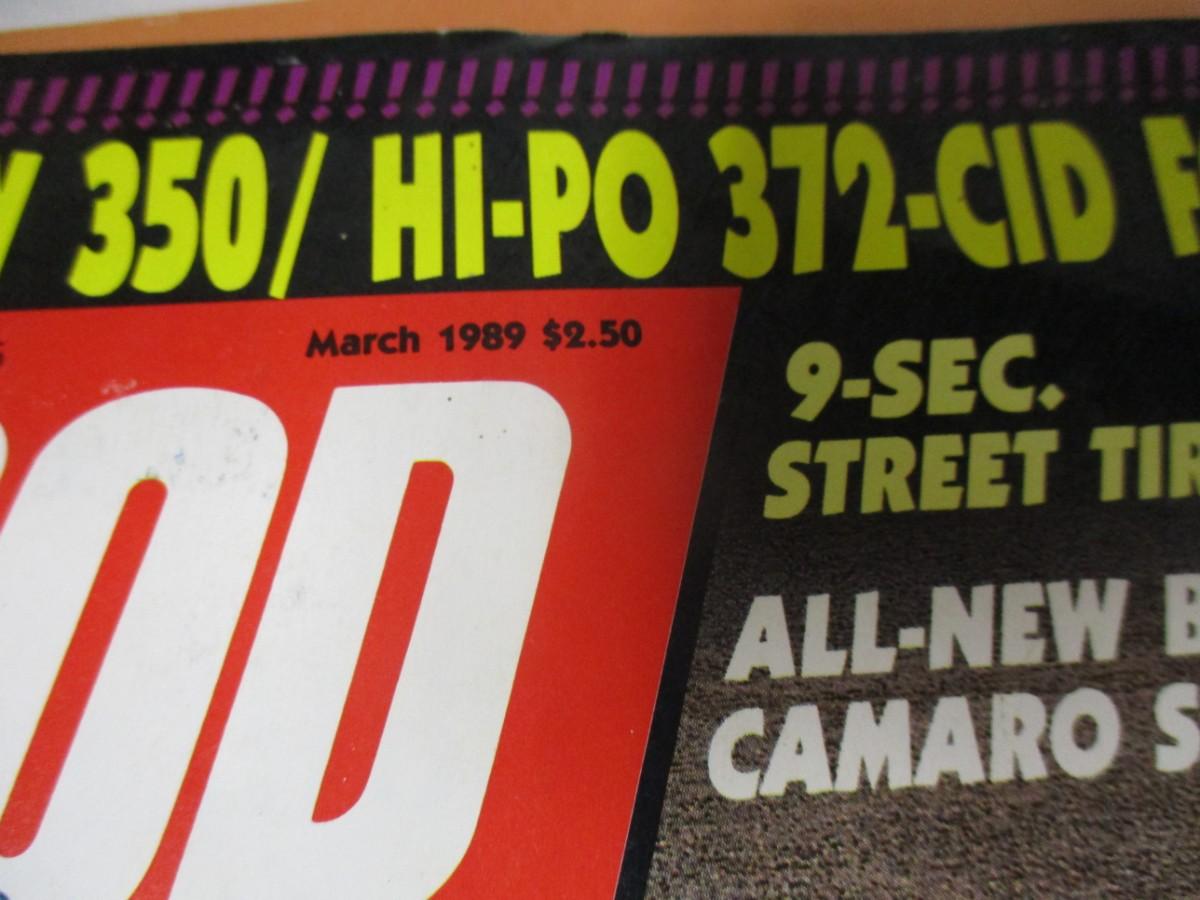 350/ HI-PO 372-CID
March 1989 $2.50
OD
9-SEC.
STREET
ALL-NEW
CAMARO